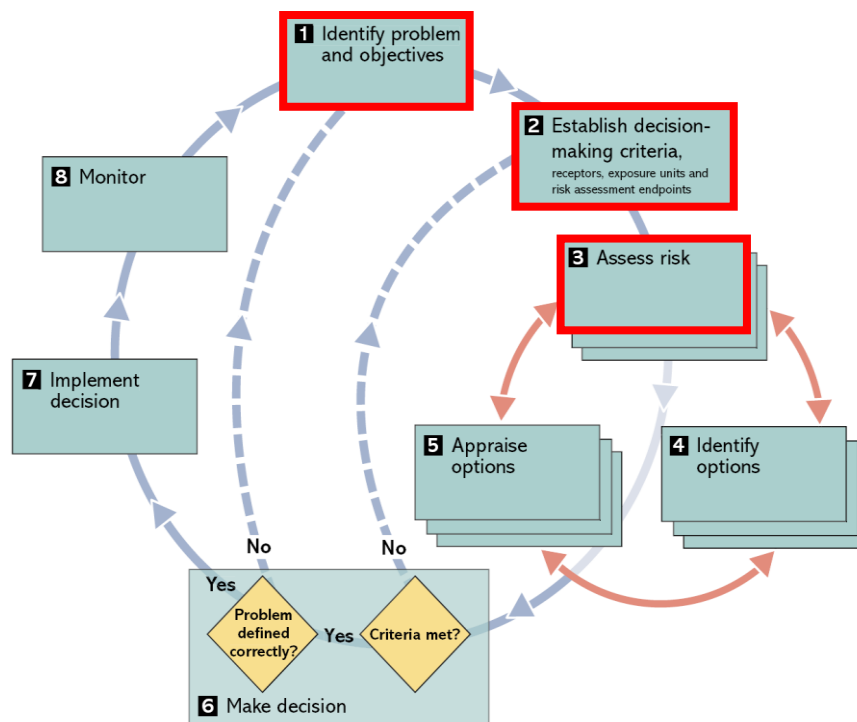 1 Identify problem
and objectives
2 Establish decision-
making criteria,
receptors, exposure units and
risk assessment endpoints
8 Monitor
3 Assess risk
7 Implement
decision
5 Appraise
options
4 Identify
options
No
No
Yes
Problem
defined
correctly?
Yes
Criteria met?
6 Make decision